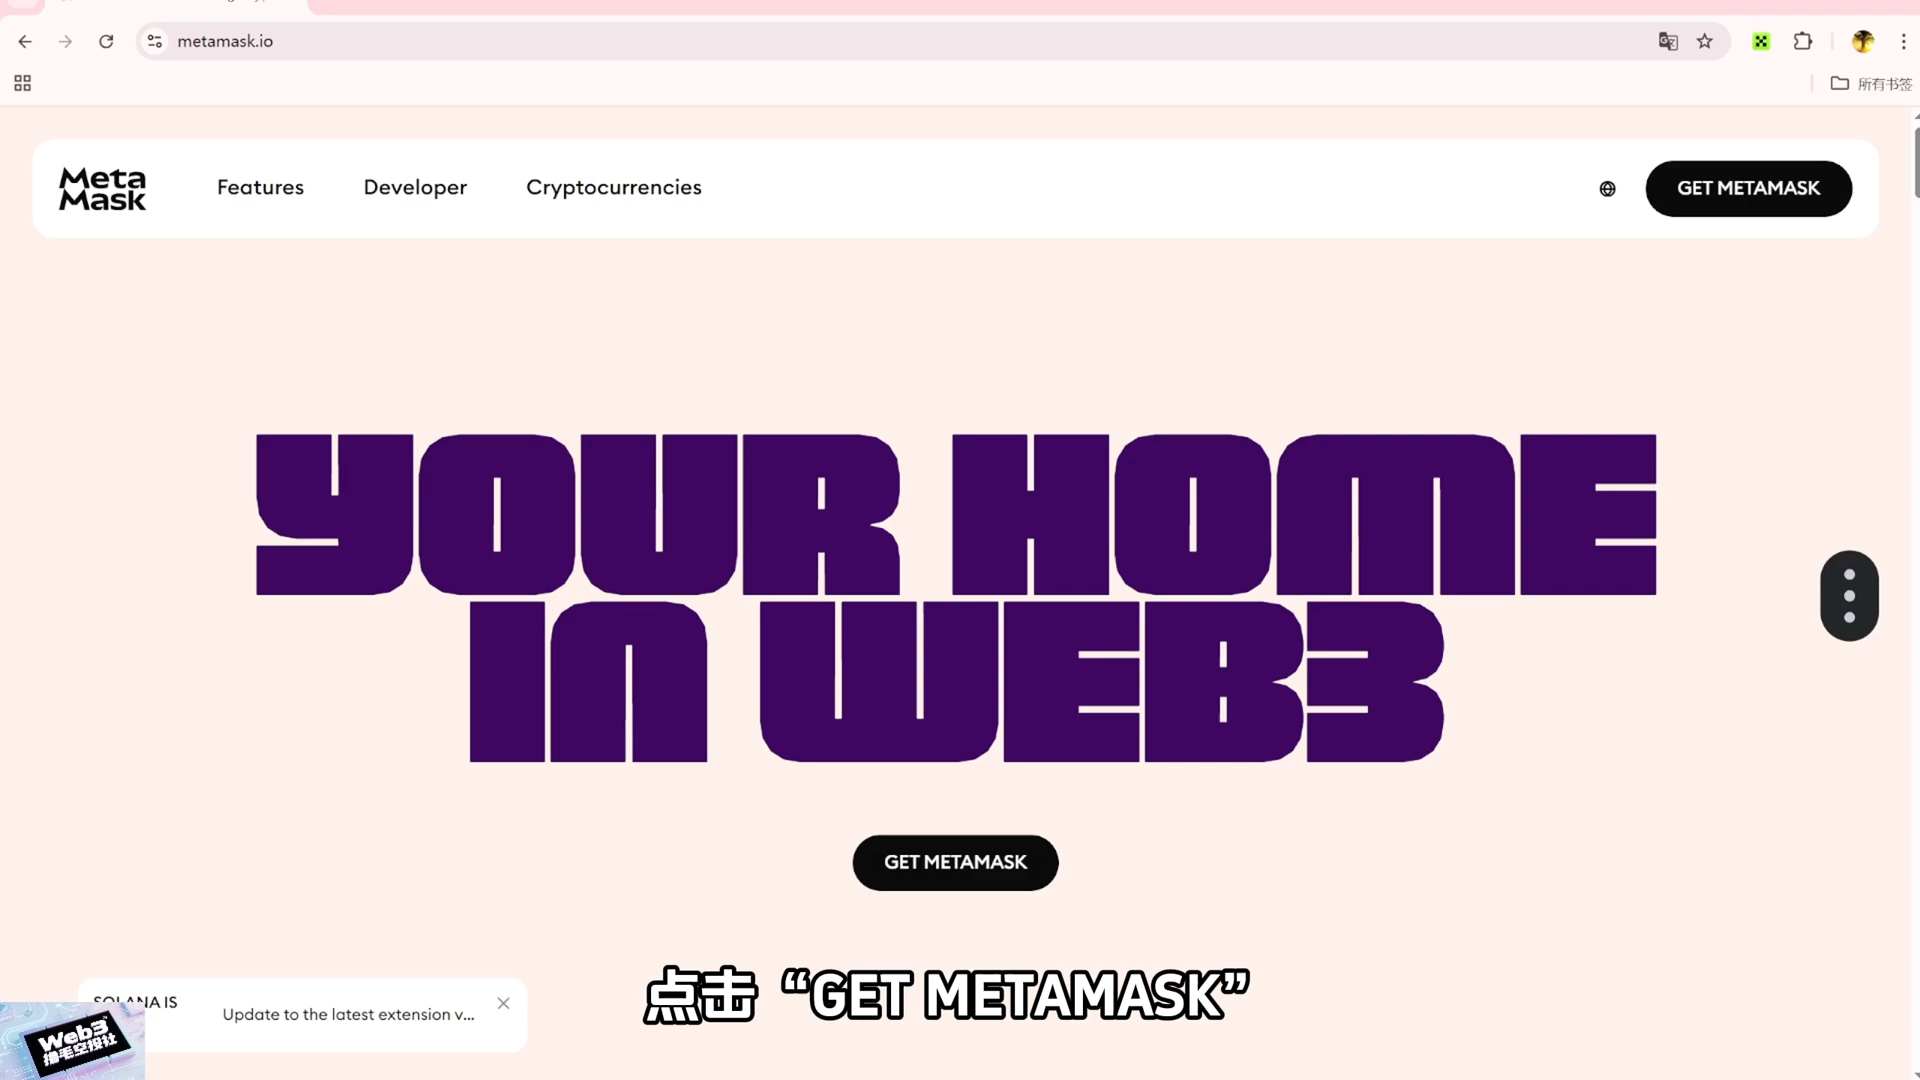 metamask.io
所有书签
Meta
Mask
Features
Developer
Cryptocurrencies
GET METAMASK
YOUR HOME
IN WEB3
GET METAMASK
SOLANA IS
Update to the latest extension v...
点击“GET METAMASK”
Web3
撸毛空投社